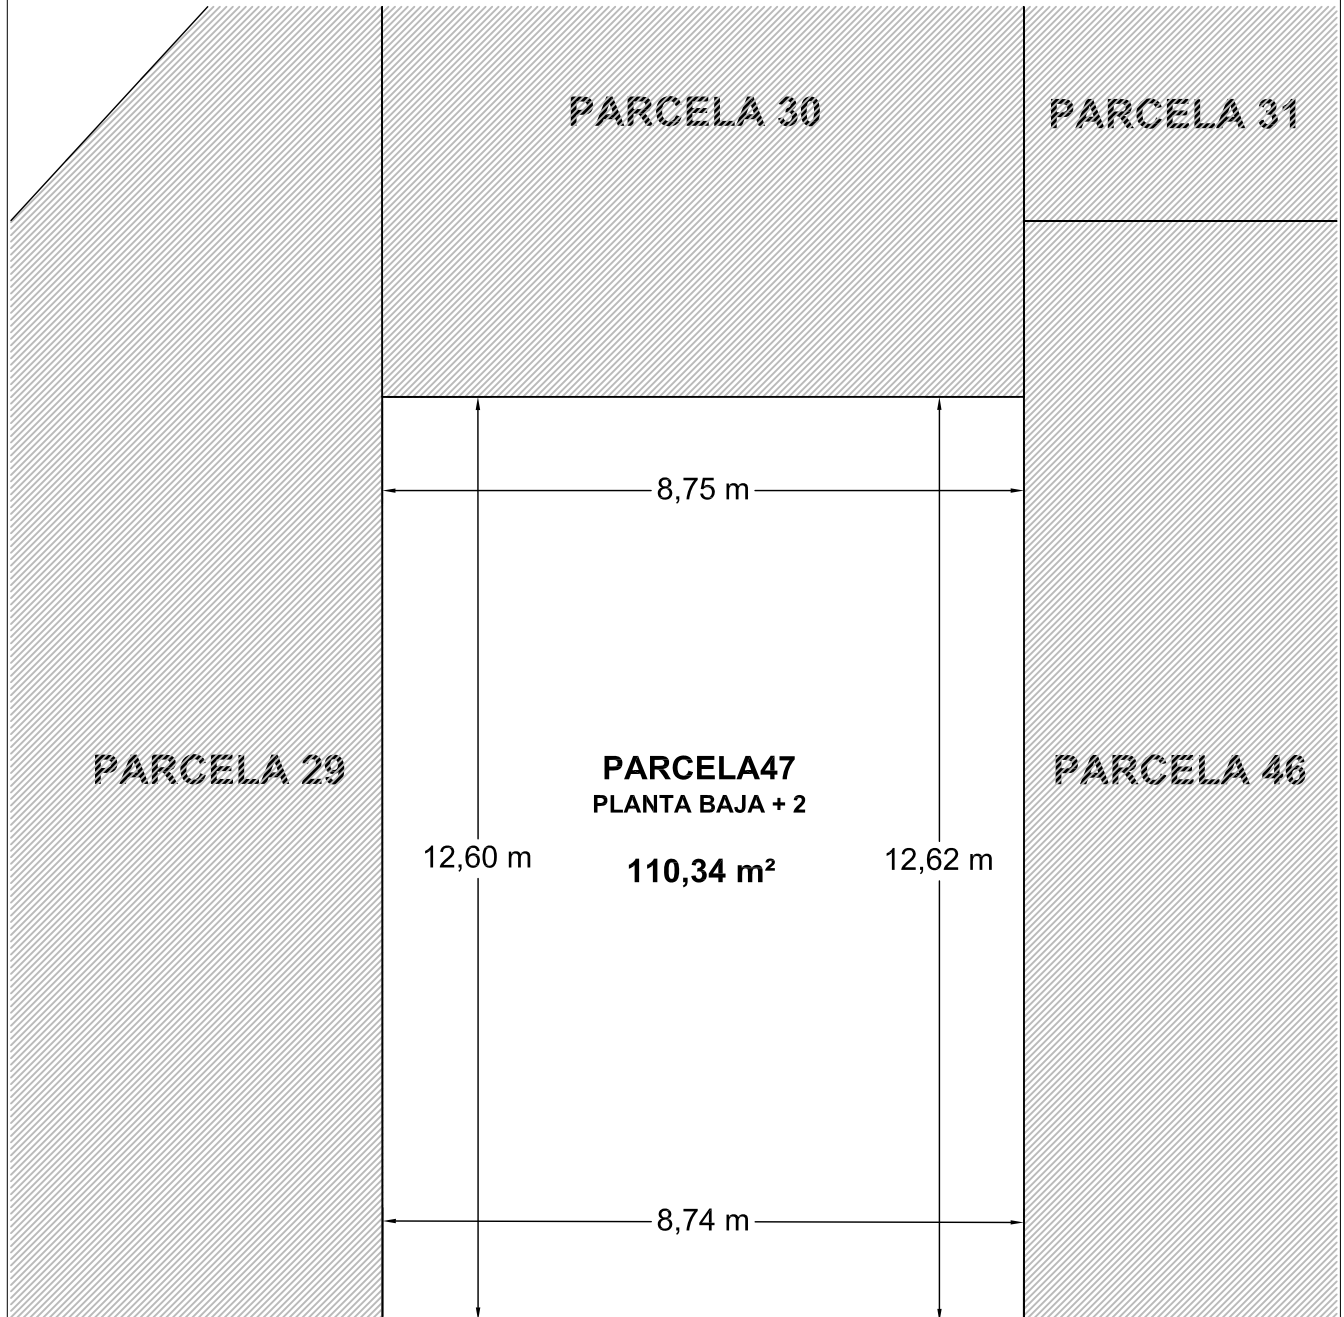 PARCELA 30
PARCELA 31
8,75 m
PARCELA 29
PARCELA47
PLANTA BAJA + 2
PARCELA 46
12,60 m
110,34 m²
12,62 m
8,74 m